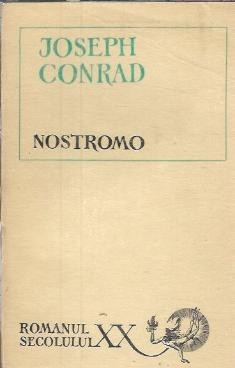 JOSEPH
CONRAD
NOSTROMO
ROMANUL
SECOLULUI XX